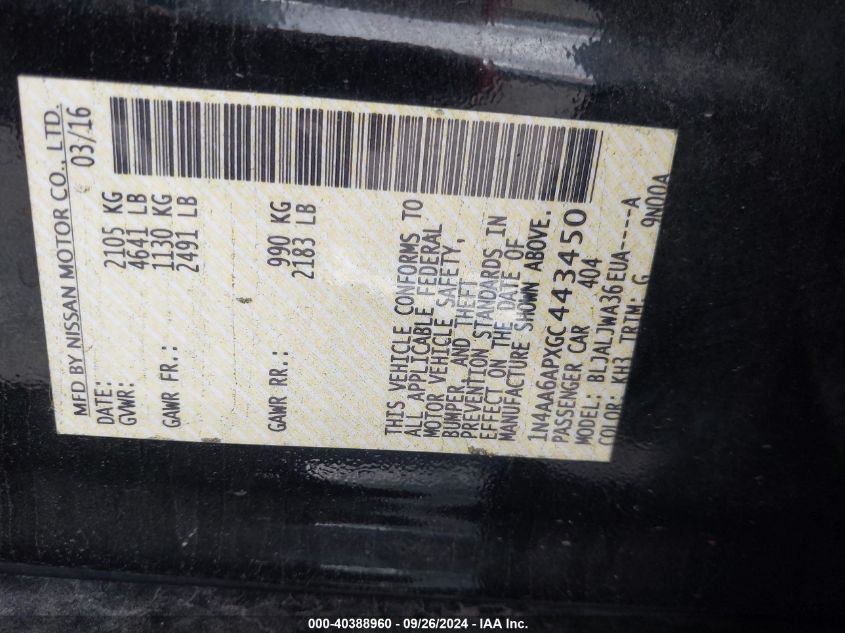 MFD BY NISSAN MOTOR CO., LTD.
DATE: 03/16
GVWR: 2105 KG
4641 LB
GAWR FR.: 1130 KG
2491 LB
GAWR RR.: 990 KG
2183 LB
THIS VEHICLE CONFORMS TO
ALL APPLICABLE FEDERAL
MOTOR VEHICLE SAFETY,
BUMPER, AND THEFT
PREVENTION STANDARDS IN
EFFECT ON THE DATE OF
MANUFACTURE SHOWN ABOVE.
1N4AA6APXGC443450
PASSENGER CAR 404
MODEL: BLJALJWA36EUA----A
COLOR: KH3 TRIM: G 9N00A
000-40388960 - 09/26/2024 - IAA Inc.